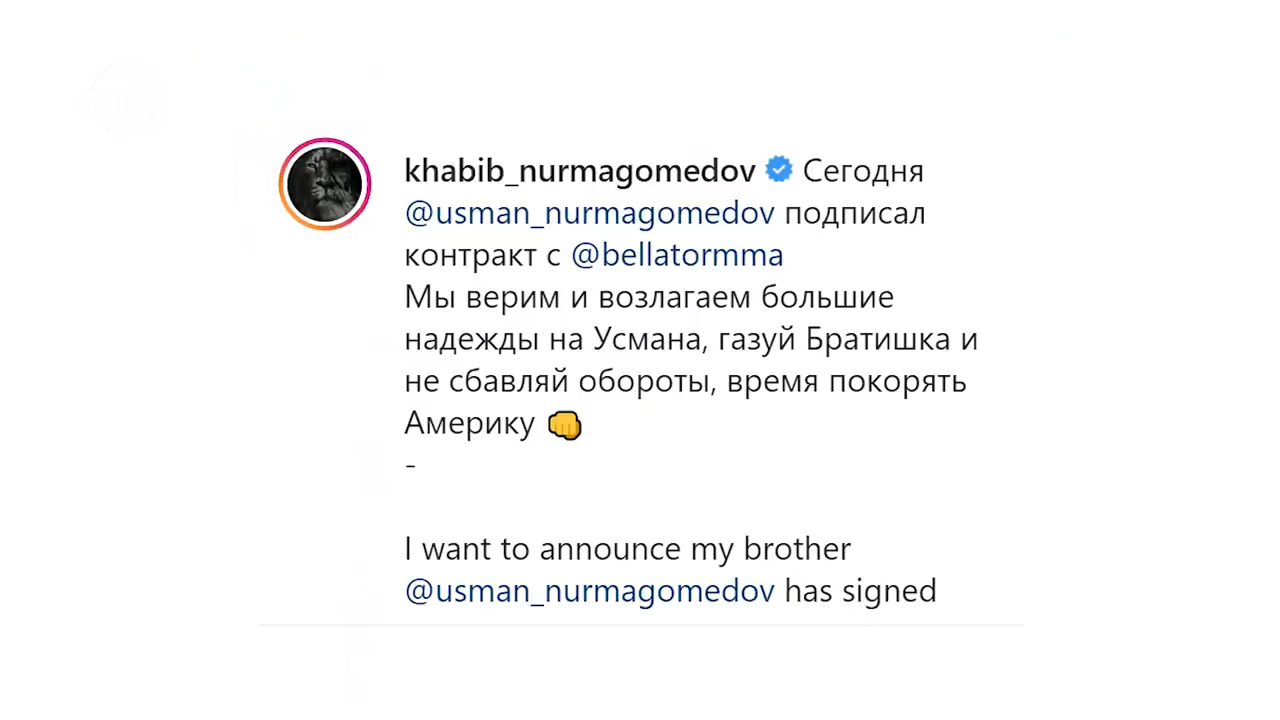 khabib_nurmagomedov Сегодня
@usman_nurmagomedov подписал
контракт с @bellatormma
Мы верим и возлагаем большие
надежды на Усмана, газуй Братишка и
не сбавляй обороты, время покорять
Америку 👊
-
I want to announce my brother
@usman_nurmagomedov has signed